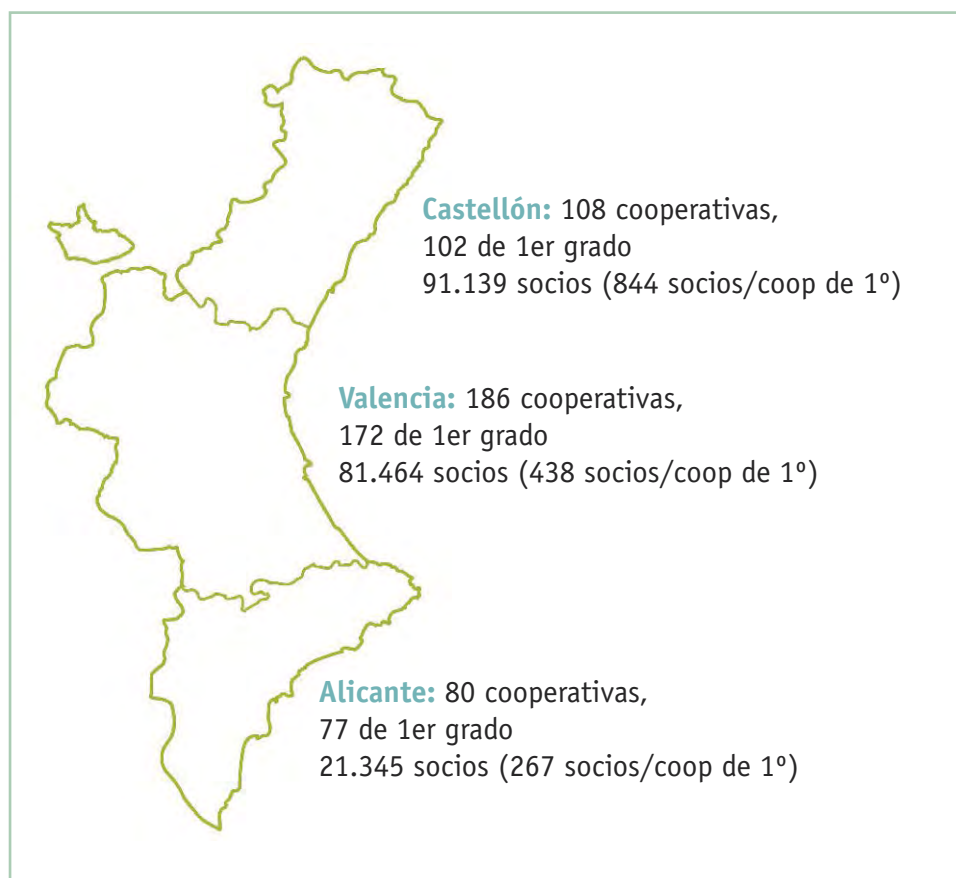 Castellón: 108 cooperativas,
102 de 1er grado
91.139 socios (844 socios/coop de 1º)
Valencia: 186 cooperativas,
172 de 1er grado
81.464 socios (438 socios/coop de 1º)
Alicante: 80 cooperativas,
77 de 1er grado
21.345 socios (267 socios/coop de 1º)